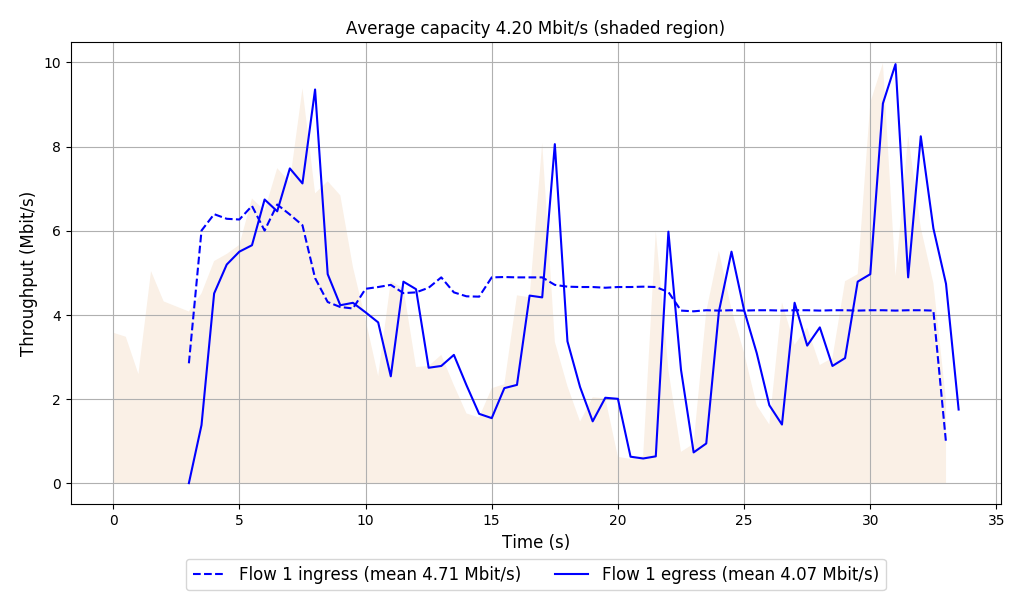 Average capacity 4.20 Mbit/s (shaded region)
Throughput (Mbit/s)
10
8
6
4
2
0
0 5 10 15 20 25 30 35
Time (s)
Flow 1 ingress (mean 4.71 Mbit/s) Flow 1 egress (mean 4.07 Mbit/s)